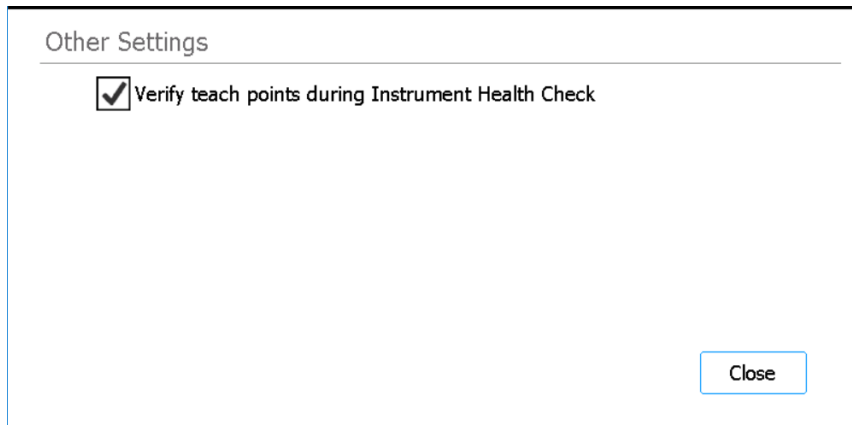 Other Settings
Verify teach points during Instrument Health Check
Close